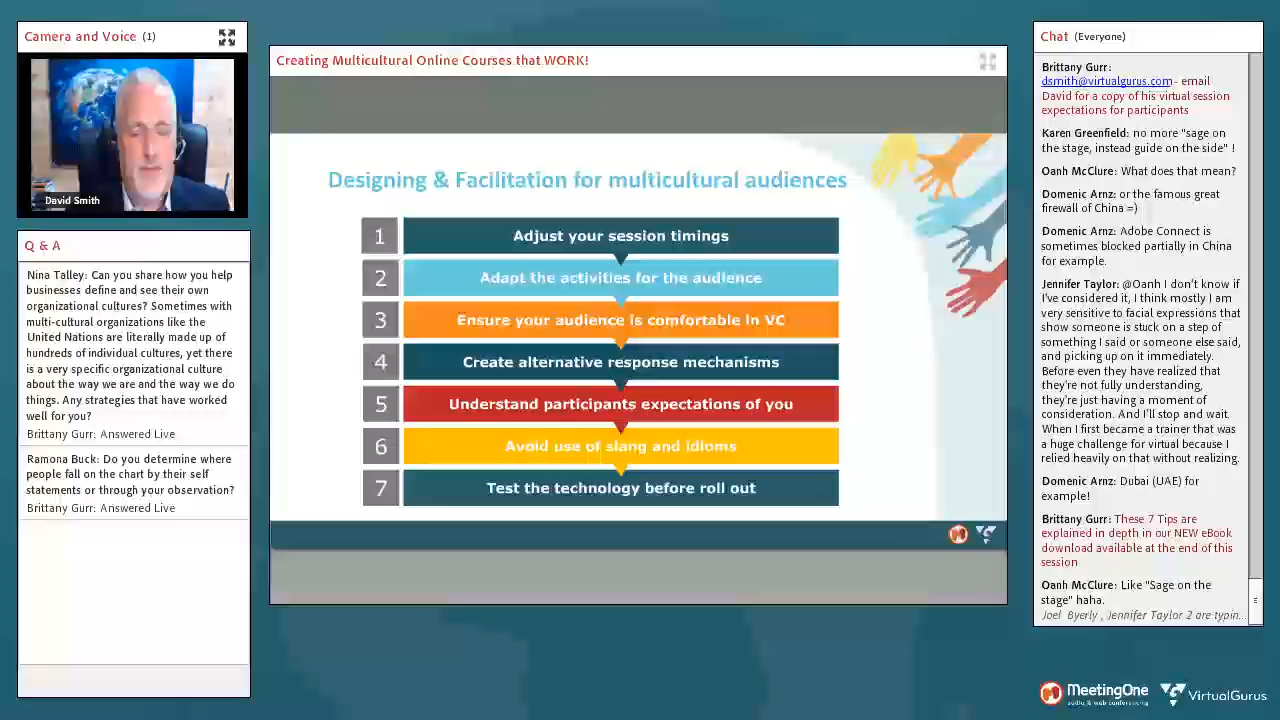 Camera and Voice (1)
David Smith
Q & A
Nina Talley: Can you share how you help
businesses define and see their own
organizational cultures? Sometimes with
multi-cultural organizations like the
United Nations are literally made up of
hundreds of individual cultures, yet there
is a very specific organizational culture
about the way we are and the way we do
things. Any strategies that have worked
well for you?
Brittany Gurr: Answered Live
Ramona Buck: Do you determine where
people fall on the chart by their self
statements or through your observation?
Brittany Gurr: Answered Live
Creating Multicultural Online Courses that WORK!
Designing & Facilitation for multicultural audiences
1 Adjust your session timings
2 Adapt the activities for the audience
3 Ensure your audience is comfortable in VC
4 Create alternative response mechanisms
5 Understand participants expectations of you
6 Avoid use of slang and idioms
7 Test the technology before roll out
Chat (Everyone)
Brittany Gurr:
dsmith@virtualgurus.com - email
David for a copy of his virtual session
expectations for participants
Karen Greenfield: no more "sage on
the stage, instead guide on the side" !
Oanh McClure: What does that mean?
Domenic Arnz: or the famous great
firewall of China =)
Domenic Arnz: Adobe Connect is
sometimes blocked partially in China
for example.
Jennifer Taylor: @Oanh I don't know if
I've considered it, I think mostly I am
very sensitive to facial expressions that
show someone is stuck on a step of
something I said or someone else said,
and picking up on it immediately.
Before even they have realized that
they're not fully understanding,
they're just having a moment of
consideration. And I'll stop and wait.
When I first became a trainer that was
a huge challenge for virtual because i
relied heavily on that without realizing.
Domenic Arnz: Dubai (UAE) for
example!
Brittany Gurr: These 7 Tips are
explained in depth in our NEW eBook
download available at the end of this
session
Oanh McClure: Like "Sage on the
stage" haha.
Joel Byerly , Jennifer Taylor 2 are typin...
MeetingOne
audio & web conferencing
VirtualGurus